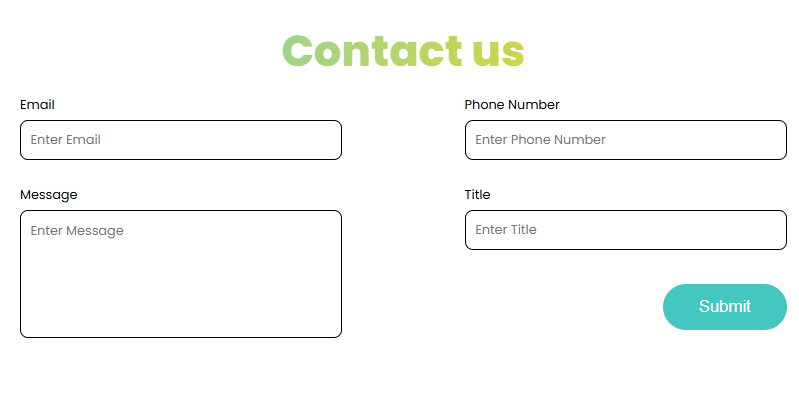 Contact us
Email
Phone Number
Enter Email
Enter Phone Number
Message
Title
Enter Message
Enter Title
Submit